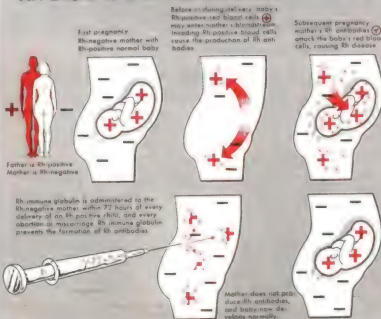 First pregnancy
Rh-negative mother with
Rh-positive normal baby
Before or during delivery baby's
Rh-positive red blood cells
may enter mother's bloodstream
Invading Rh-positive blood cells
cause the production of Rh anti-
bodies
Subsequent pregnancy
mother's Rh antibodies
attack the baby's red blood
cells, causing Rh disease
Father is Rh-positive
Mother is Rh-negative
Rh immune globulin is administered to the
Rh-negative mother within 72 hours of every
delivery of an Rh positive child, and every
abortion or miscarriage. Rh immune globulin
prevents the formation of Rh antibodies
Mother does not pro-
duce Rh antibodies,
and baby now de-
velops normally.